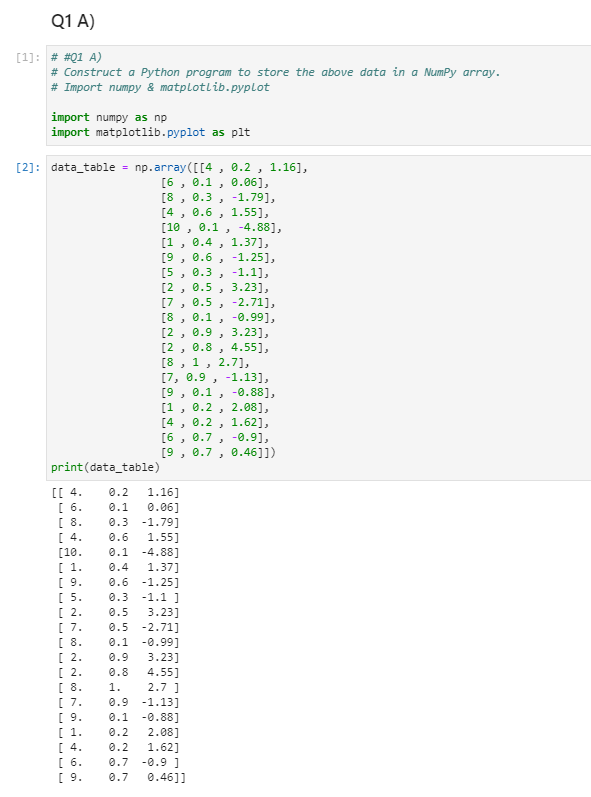 Q1 A)
[1]: # #Q1 A)
# Construct a Python program to store the above data in a NumPy array.
# Import numpy & matplotlib.pyplot
import numpy as np
import matplotlib.pyplot as plt
[2]: data_table = np.array([[4 , 0.2 , 1.16],
[6 , 0.1 , 0.06],
[8 , 0.3 , -1.79],
[4 , 0.6 , 1.55],
[10 , 0.1 , -4.88],
[1 , 0.4 , 1.37],
[9 , 0.6 , -1.25],
[5 , 0.3 , -1.1],
[2 , 0.5 , 3.23],
[7 , 0.5 , -2.71],
[8 , 0.1 , -0.99],
[2 , 0.9 , 3.23],
[2 , 0.8 , 4.55],
[8 , 1 , 2.7],
[7, 0.9 , -1.13],
[9 , 0.1 , -0.88],
[1 , 0.2 , 2.08],
[4 , 0.2 , 1.62],
[6 , 0.7 , -0.9],
[9 , 0.7 , 0.46]])
print(data_table)
[[ 4.    0.2   1.16]
[ 6.    0.1   0.06]
[ 8.    0.3  -1.79]
[ 4.    0.6   1.55]
[10.    0.1  -4.88]
[ 1.    0.4   1.37]
[ 9.    0.6  -1.25]
[ 5.    0.3  -1.1 ]
[ 2.    0.5   3.23]
[ 7.    0.5  -2.71]
[ 8.    0.1  -0.99]
[ 2.    0.9   3.23]
[ 2.    0.8   4.55]
[ 8.    1.    2.7 ]
[ 7.    0.9  -1.13]
[ 9.    0.1  -0.88]
[ 1.    0.2   2.08]
[ 4.    0.2   1.62]
[ 6.    0.7  -0.9 ]
[ 9.    0.7   0.46]]